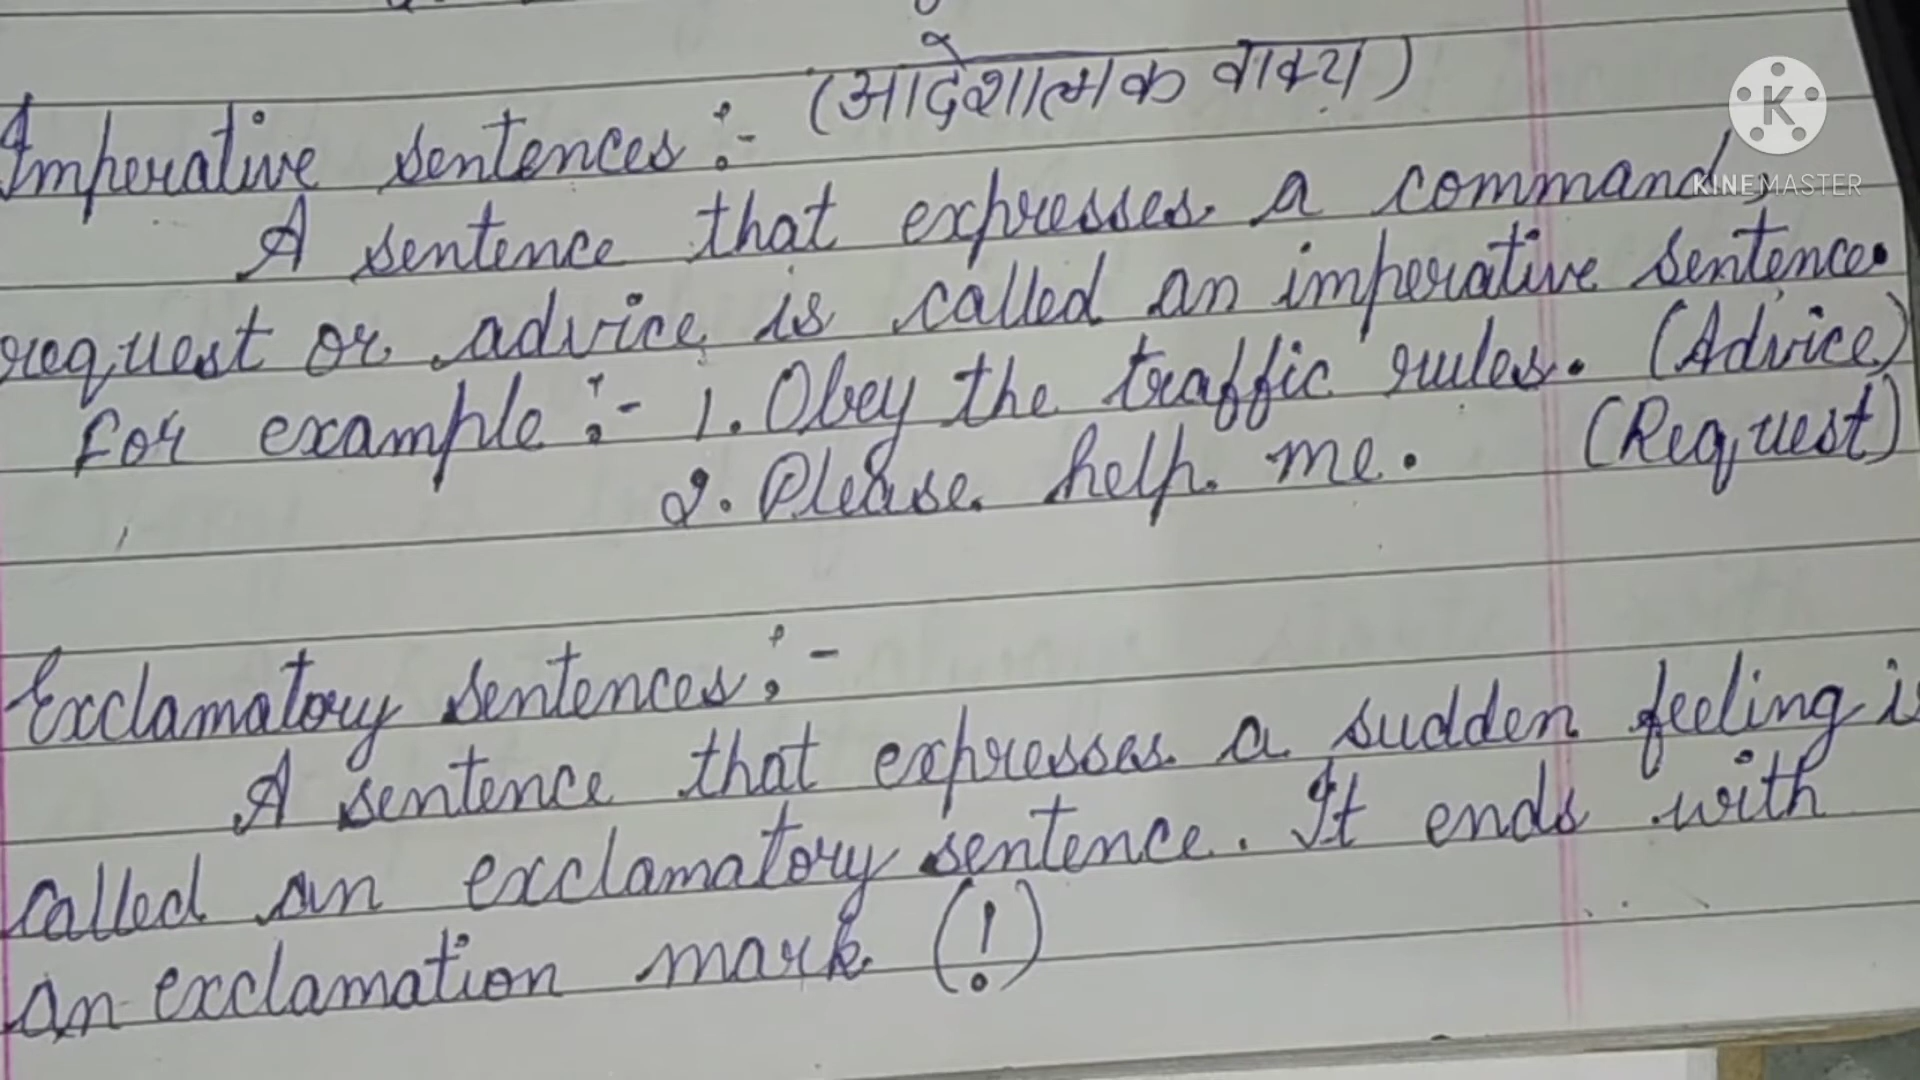 (आदेशात्मक वाक्य)
Imperative sentences :-
A sentence that expresses a command,
request or advice is called an imperative sentence.
For example :- 1. Obey the traffic rules. (Advice)
2. Please help me. (Request)
Exclamatory sentences :-
A sentence that expresses a sudden feeling is
called an exclamatory sentence. It ends with
an exclamation mark (!)
K
KINEMASTER